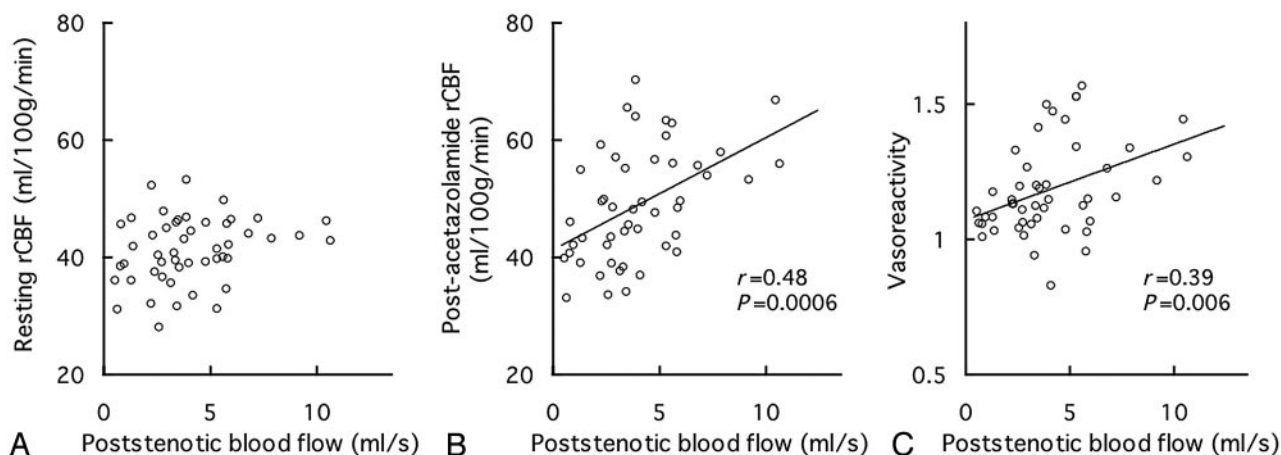 Resting rCBF (ml/100g/min)
80
60
40
20
0
5
10
A
Poststenotic blood flow (ml/s)
Post-acetazolamide rCBF
(ml/100g/min)
80
60
40
20
r=0.48
P=0.0006
0
5
10
B
Poststenotic blood flow (ml/s)
Vasoreactivity
1.5
1
0.5
r=0.39
P=0.006
0
5
10
C
Poststenotic blood flow (ml/s)